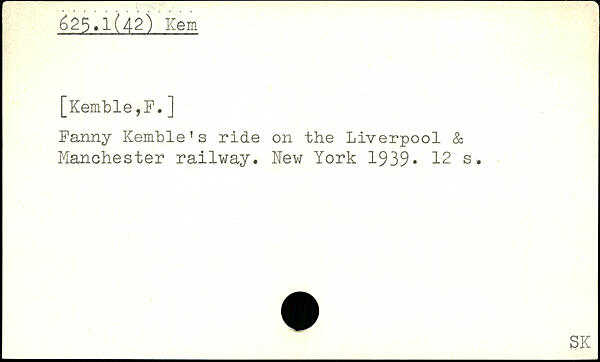 625.1(42) Kem
[Kemble,F.]
Fanny Kemble's ride on the Liverpool &
Manchester railway. New York 1939. 12 s.
SK